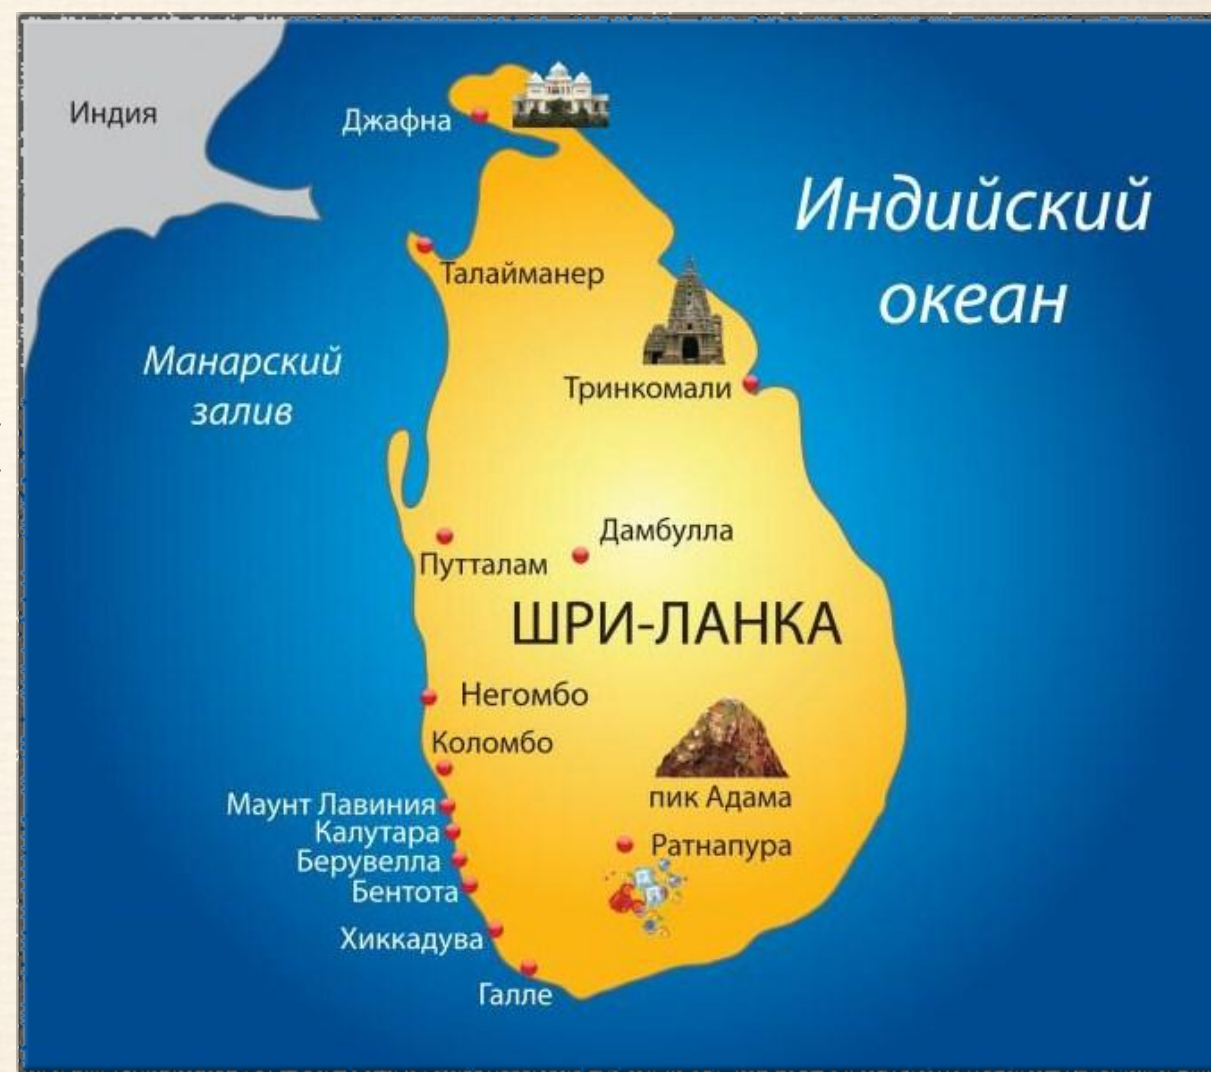 Индия
Джафна
Индийский
океан
Талайманер
Манарский
залив
Тринкомали
Дамбулла
Путталам
ШРИ-ЛАНКА
Негомбо
Коломбо
пик Адама
Маунт Лавиния
Калутара
Ратнапура
Берувелла
Бентота
Хиккадува
Галле